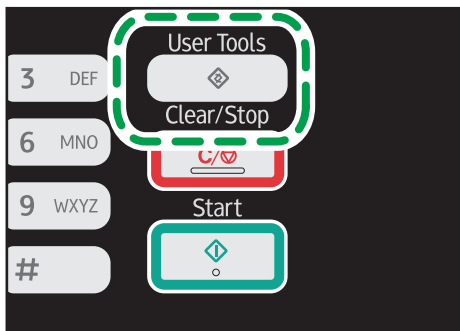 User Tools
3 DEF
Clear/Stop
6 MNO
C/
9 WXYZ
Start
#